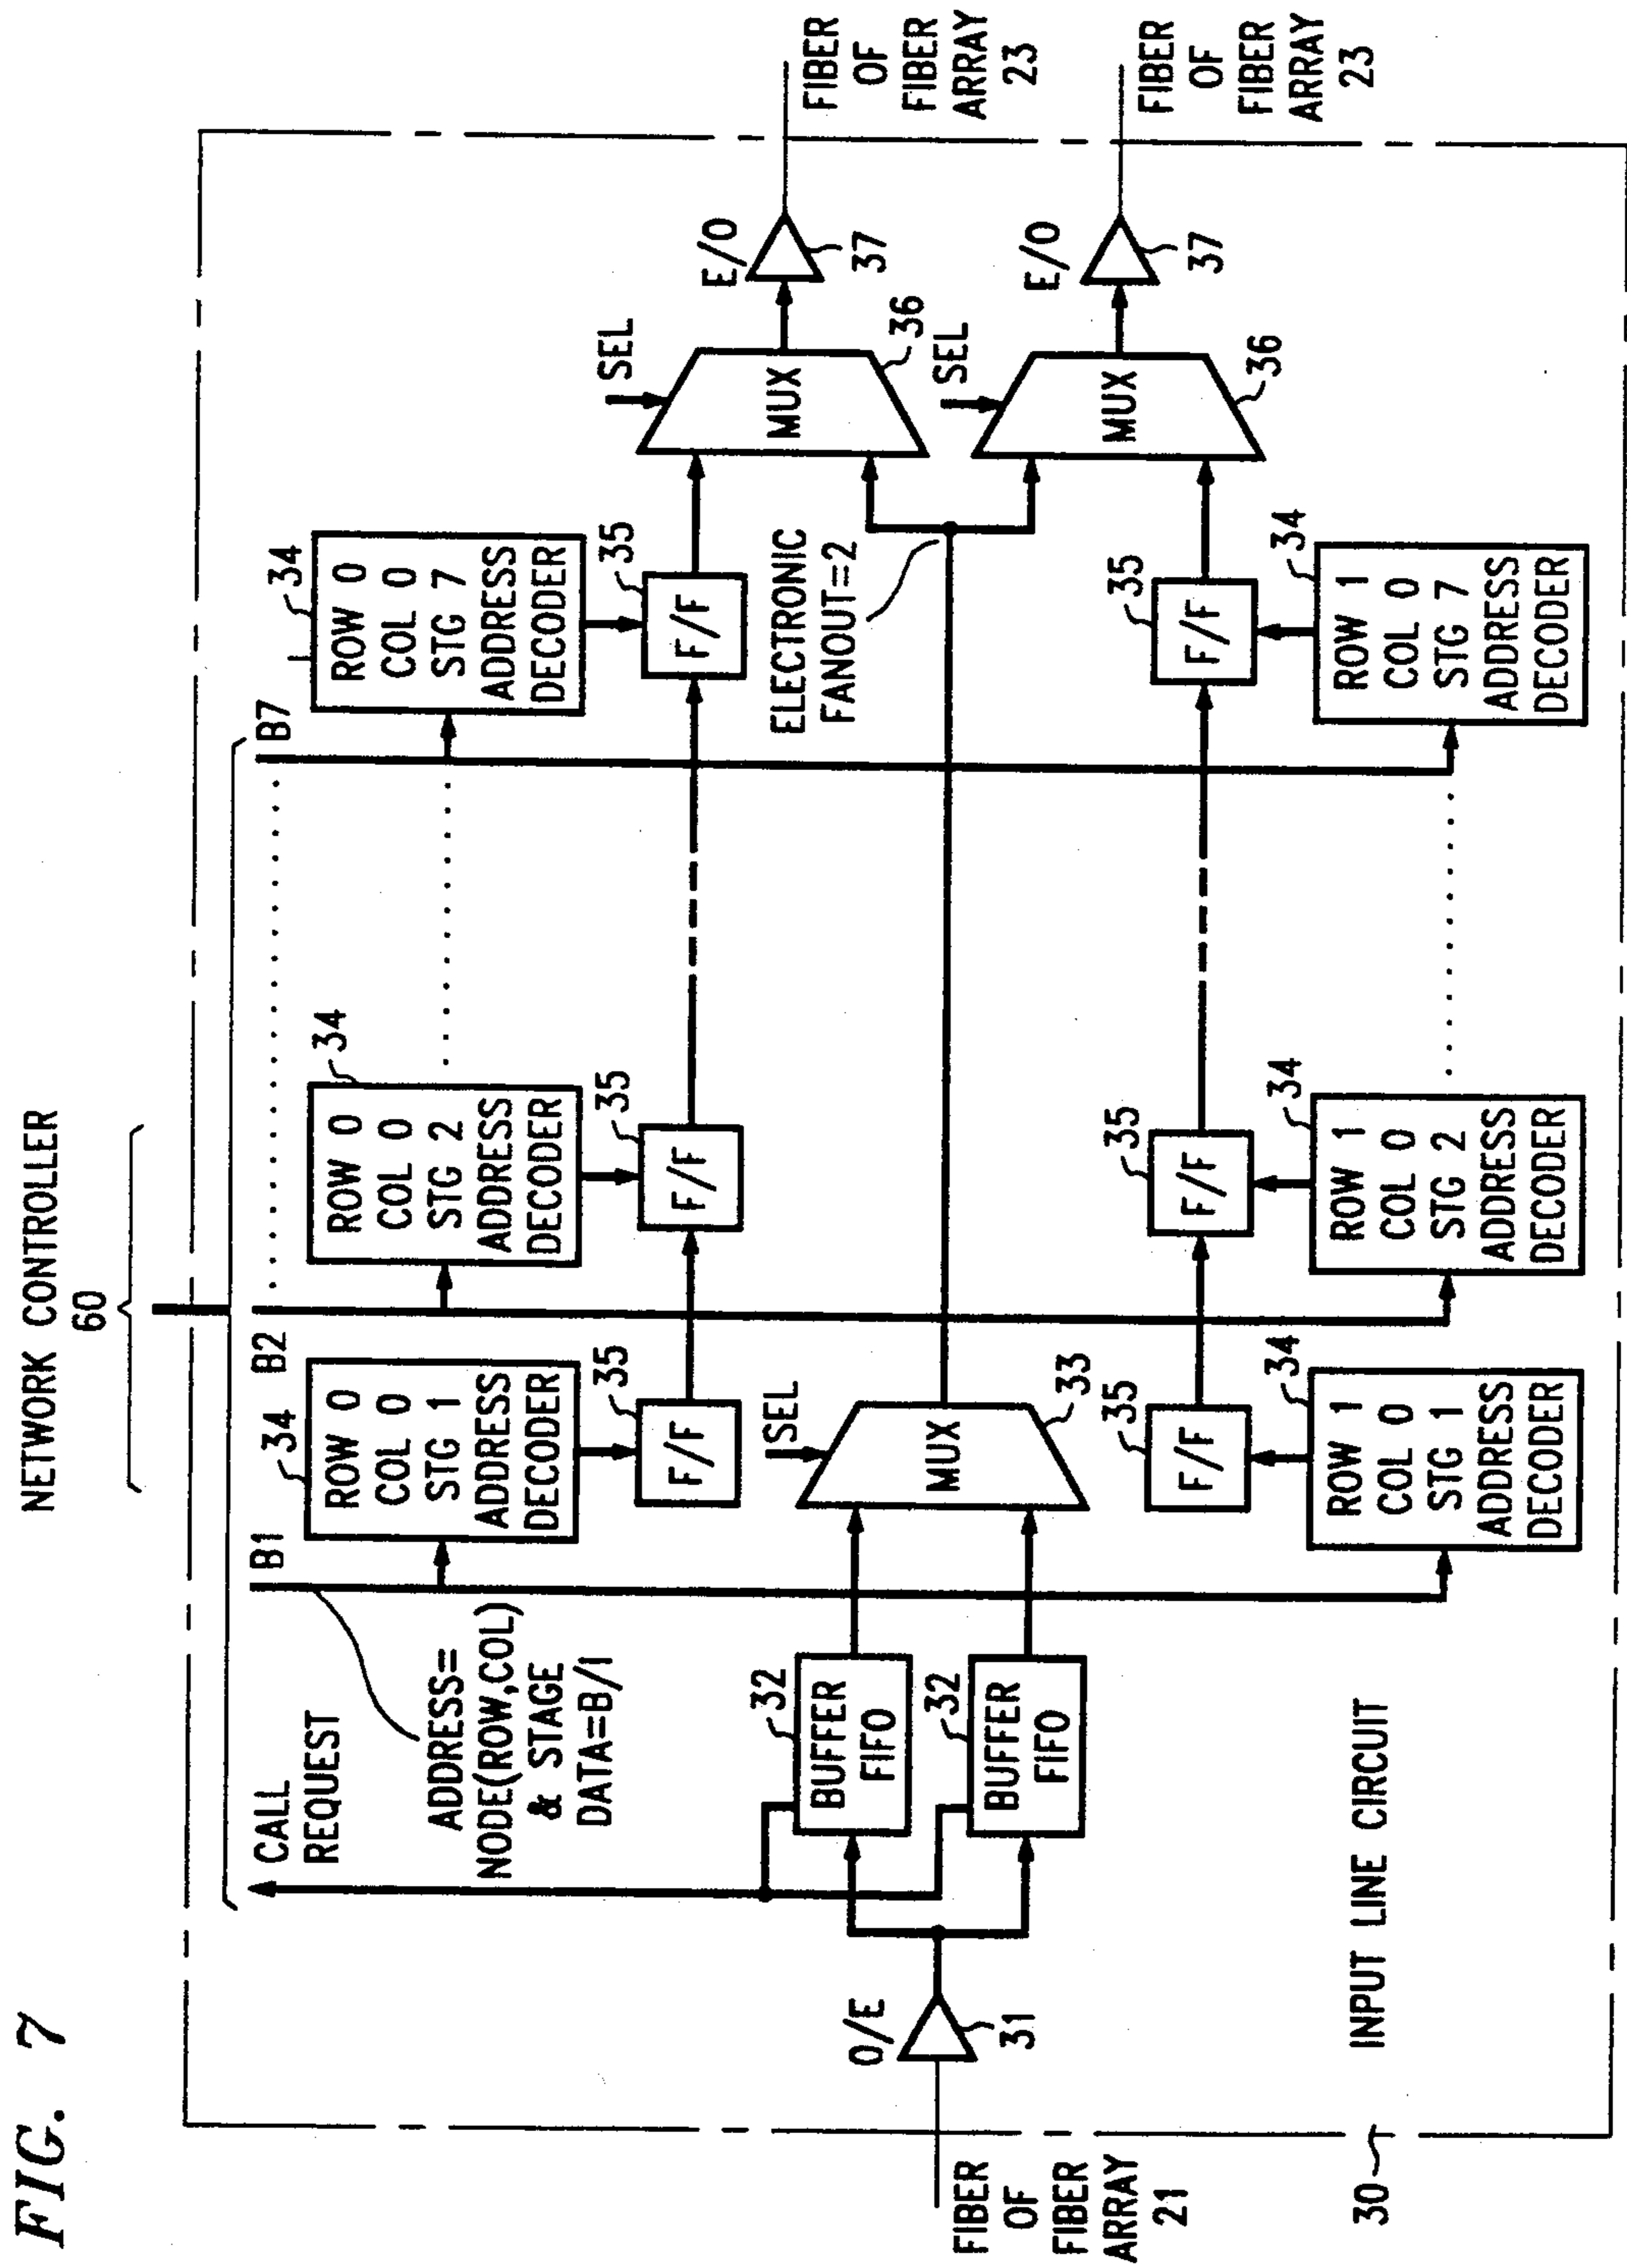 FIG. 7
NETWORK CONTROLLER
60
CALL
REQUEST
B1
B2
B7
ADDRESS=
NODE(ROW,COL)
& STAGE
DATA=B/1
34
ROW 0
COL 0
STG 1
ADDRESS
DECODER
34
ROW 0
COL 0
STG 2
ADDRESS
DECODER
34
ROW 0
COL 0
STG 7
ADDRESS
DECODER
35
F/F
35
F/F
35
F/F
SEL
MUX
36
E/O
37
FIBER
OF
FIBER
ARRAY
23
FIBER
OF
FIBER
ARRAY
21
O/E
31
32
BUFFER
FIFO
32
BUFFER
FIFO
SEL
MUX
33
ELECTRONIC
FANOUT=2
SEL
MUX
36
E/O
37
FIBER
OF
FIBER
ARRAY
23
35
F/F
35
F/F
35
F/F
34
ROW 1
COL 0
STG 1
ADDRESS
DECODER
34
ROW 1
COL 0
STG 2
ADDRESS
DECODER
34
ROW 1
COL 0
STG 7
ADDRESS
DECODER
30
INPUT LINE CIRCUIT